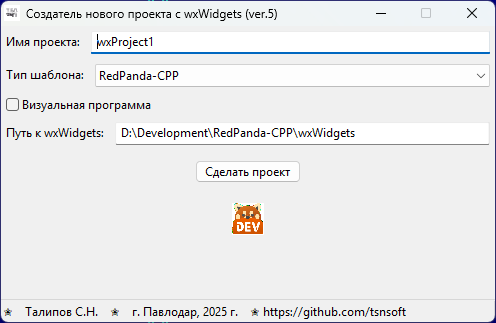 Создатель нового проекта с wxWidgets (ver.5)
Имя проекта: wxProject1
Тип шаблона: RedPanda-CPP
Визуальная программа
Путь к wxWidgets: D:\Development\RedPanda-CPP\wxWidgets
Сделать проект
DEV
Талипов С.Н. ❀ г. Павлодар, 2025 г. ❀ https://github.com/tsnsoft